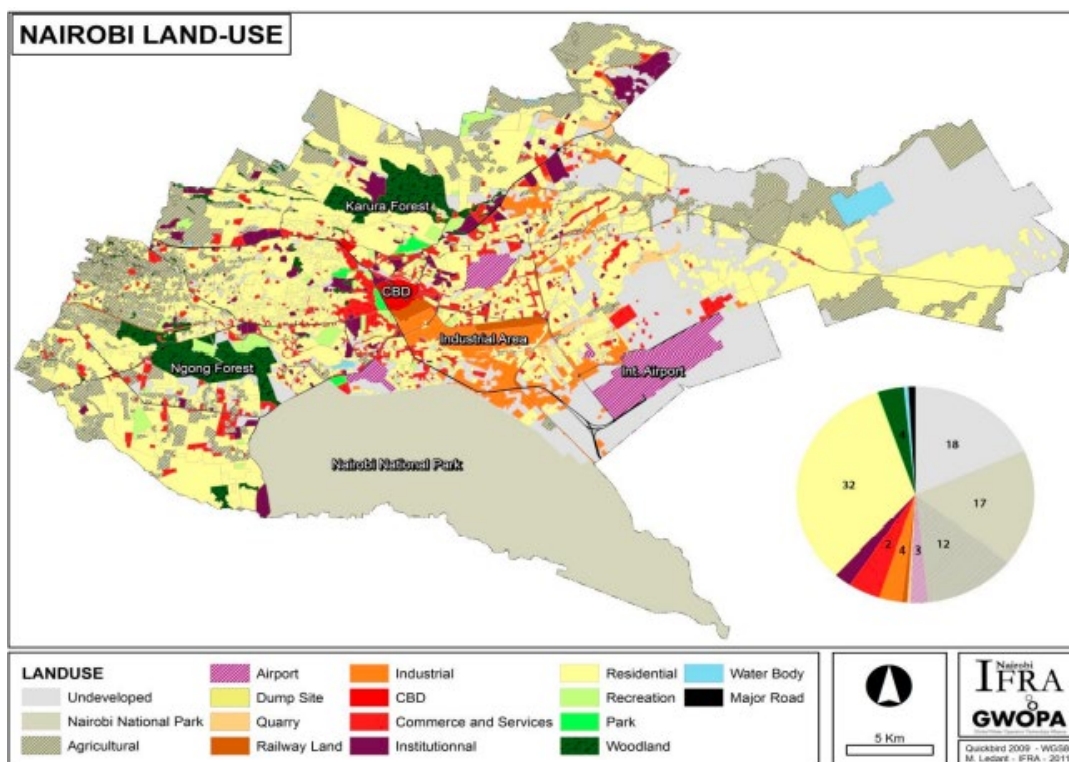 NAIROBI LAND-USE
Karura Forest
CBD
Industrial Area
Ngong Forest
Int. Airport
Nairobi National Park
18
17
12
3
4
2
32
4
LANDUSE
Undeveloped
Nairobi National Park
Agricultural
Airport
Dump Site
Quarry
Railway Land
Industrial
CBD
Commerce and Services
Institutionnal
Residential
Recreation
Park
Woodland
Water Body
Major Road
5 Km
Nairobi
IFRA
GWOPA
Quickbird 2009 - WGS8
M. Ledant - IFRA - 2011